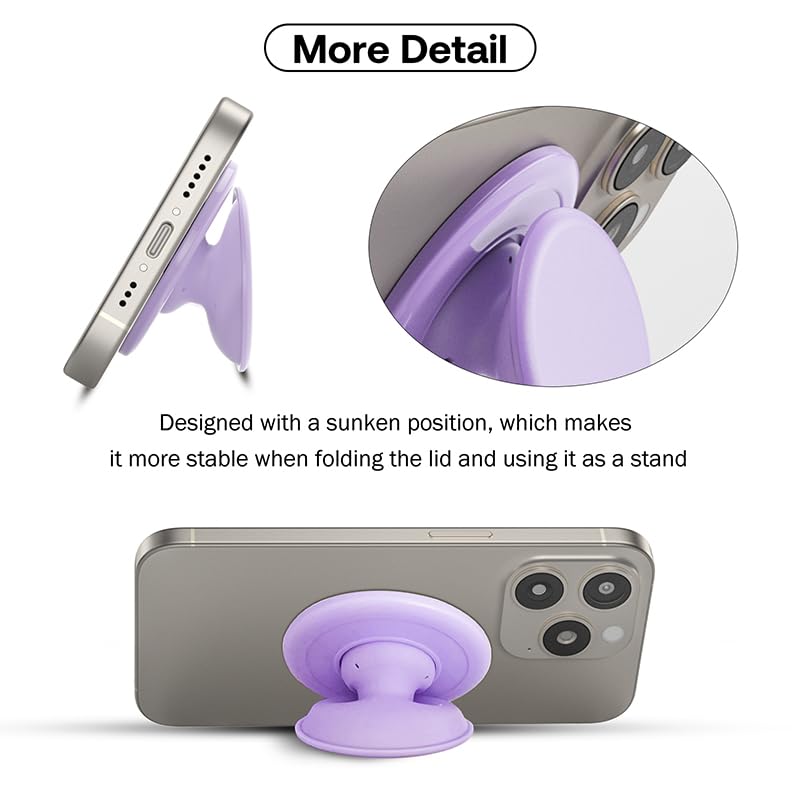 More Detail
Designed with a sunken position, which makes
it more stable when folding the lid and using it as a stand